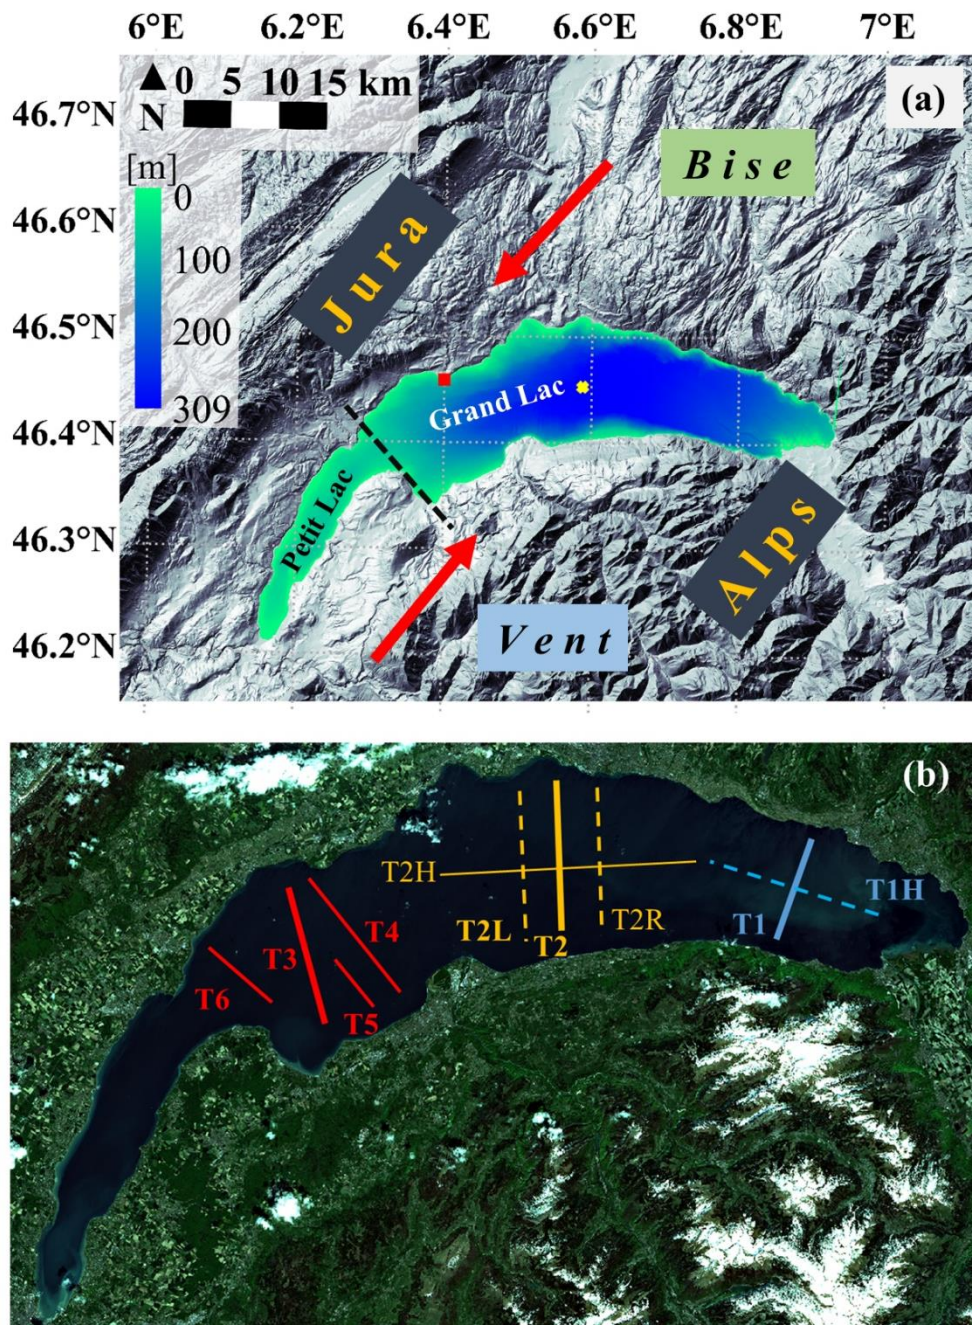 6°E 6.2°E 6.4°E 6.6°E 6.8°E 7°E
0 5 10 15 km
N
(a)
46.7°N
46.6°N
46.5°N
46.4°N
46.3°N
46.2°N
[m]
0
100
200
309
Bise
Jura
Grand Lac
Petit Lac
Alps
Vent
(b)
T2H
T1H
T2L
T2
T2R
T1
T3
T4
T6
T5